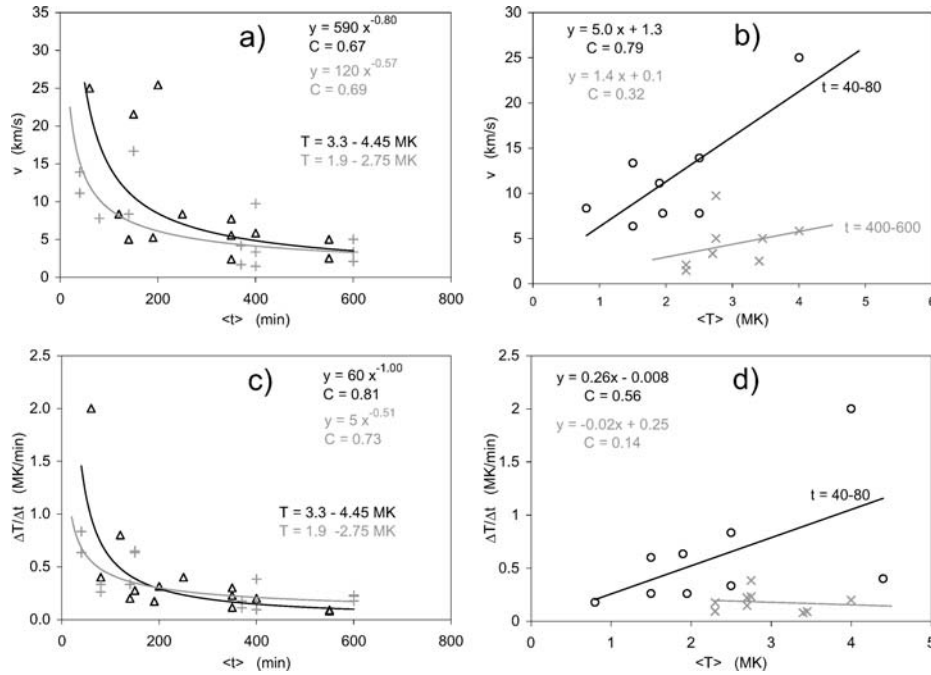 a)
y = 590 x^-0.80
C = 0.67
y = 120 x^-0.57
C = 0.69
T = 3.3 - 4.45 MK
T = 1.9 - 2.75 MK
v (km/s)
35
30
25
20
15
10
5
0
0 200 400 600 800
<t> (min)
b)
y = 5.0 x + 1.3
C = 0.79
y = 1.4 x + 0.1
C = 0.32
t = 40-80
t = 400-600
v (km/s)
30
25
20
15
10
5
0
0 1 2 3 4 5 6
<T> (MK)
c)
y = 60 x^-1.00
C = 0.81
y = 5 x^-0.51
C = 0.73
T = 3.3 - 4.45 MK
T = 1.9 -2.75 MK
ΔT/Δt (MK/min)
2.5
2.0
1.5
1.0
0.5
0.0
0 200 400 600 800
<t> (min)
d)
y = 0.26x - 0.008
C = 0.56
y = -0.02x + 0.25
C = 0.14
t = 40-80
ΔT/Δt (MK/min)
2.5
2.0
1.5
1.0
0.5
0.0
0 1 2 3 4 5
<T> (MK)